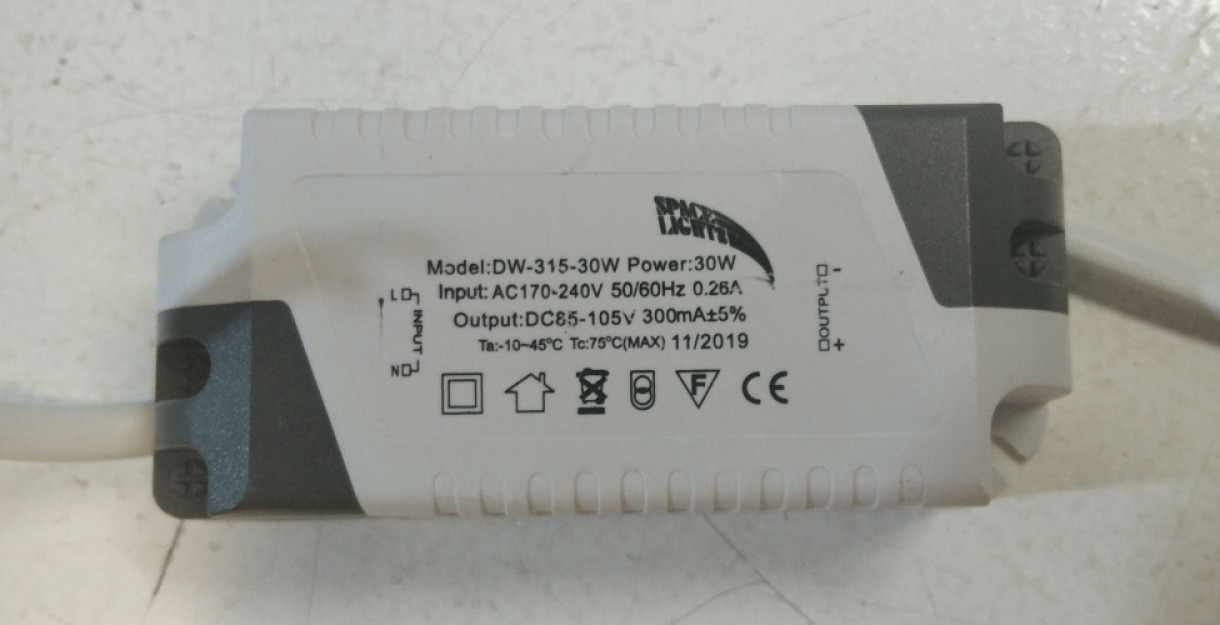 SPACE
LIGHTS
Model:DW-315-30W Power:30W
Input: AC170-240V 50/60Hz 0.26A
Output:DC85-105V 300mA±5%
Ta:-10~45°C Tc:75°C(MAX) 11/2019
L INPUT N
- OUTPUT +
F CE